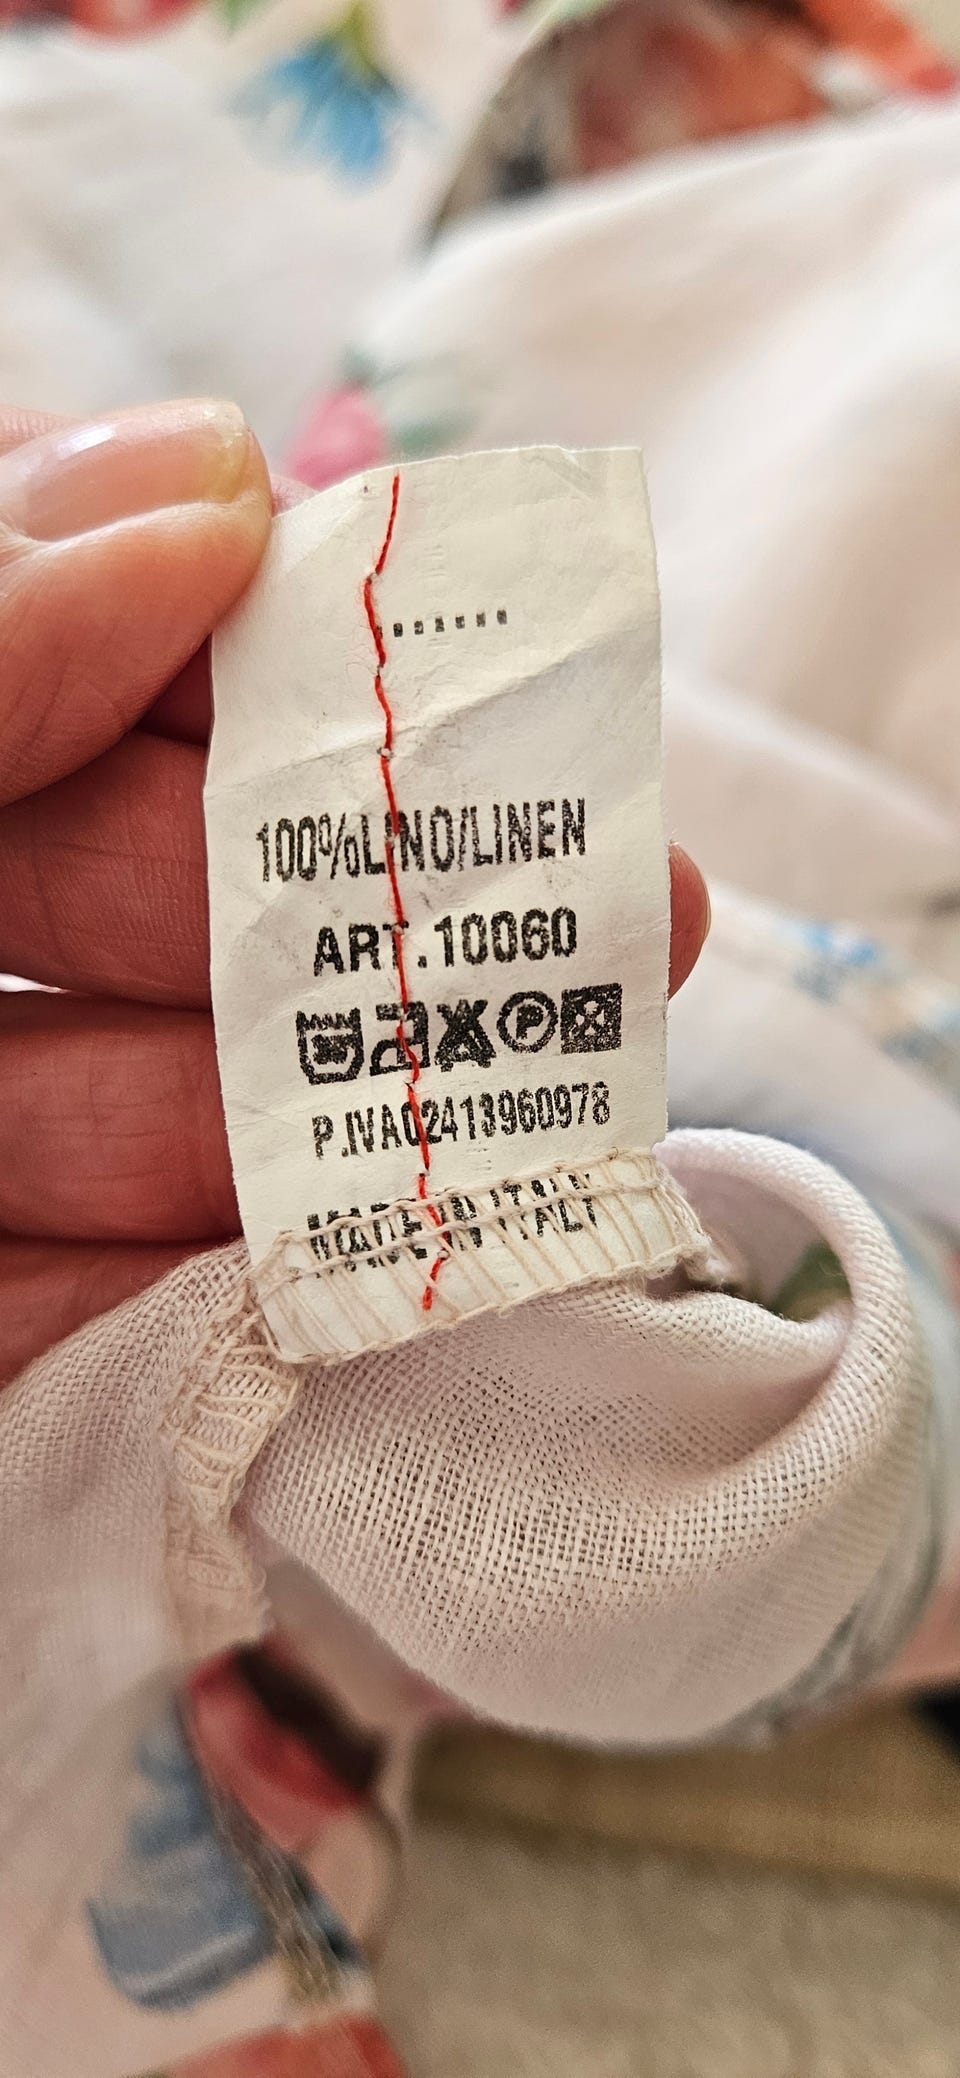 100%LINO/LINEN
ART.10060
P
P.IVA02413960978
MADE IN ITALY